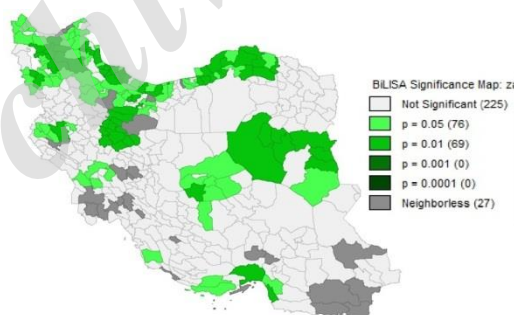 BiLISA Significance Map: za
Not Significant (225)
p = 0.05 (76)
p = 0.01 (69)
p = 0.001 (0)
p = 0.0001 (0)
Neighborless (27)